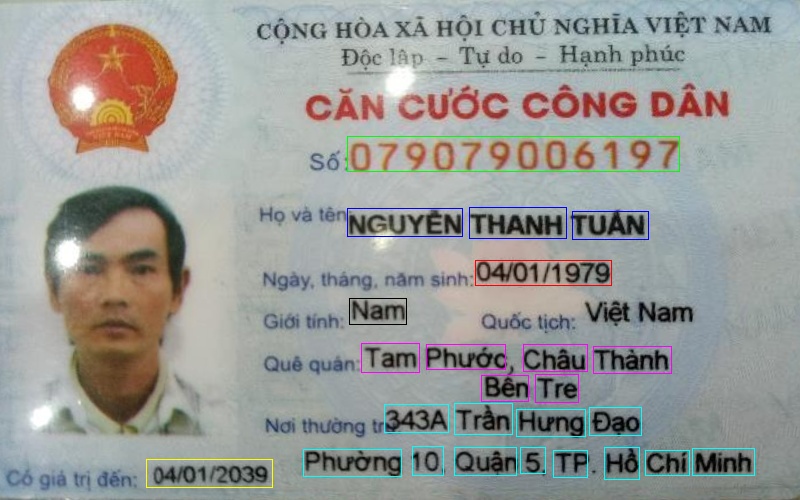 CỘNG HÒA XÃ HỘI CHỦ NGHĨA VIỆT NAM
Độc lập - Tự do - Hạnh phúc
CĂN CƯỚC CÔNG DÂN
Số: 079079006197
Họ và tên: NGUYỄN THANH TUẤN
Ngày, tháng, năm sinh: 04/01/1979
Giới tính: Nam Quốc tịch: Việt Nam
Quê quán: Tam Phước, Châu Thành
Bến Tre
Nơi thường trú: 343A Trần Hưng Đạo
Phường 10, Quận 5, TP. Hồ Chí Minh
Có giá trị đến: 04/01/2039